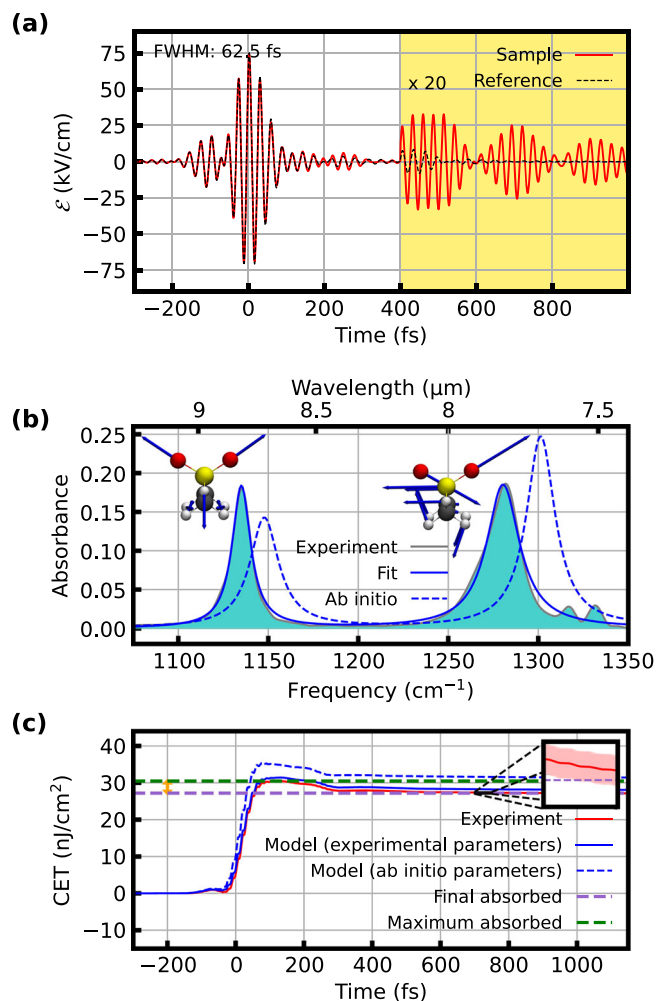 (a)
FWHM: 62.5 fs
Sample
x 20
Reference
75
50
25
0
−25
−50
−75
ℰ (kV/cm)
−200 0 200 400 600 800
Time (fs)
Wavelength (μm)
(b)
9 8.5 8 7.5
0.25
0.20
0.15
0.10
0.05
0.00
Absorbance
Experiment
Fit
Ab initio
1100 1150 1200 1250 1300 1350
Frequency (cm⁻¹)
(c)
40
30
20
10
0
−10
CET (nJ/cm²)
Experiment
Model (experimental parameters)
Model (ab initio parameters)
Final absorbed
Maximum absorbed
−200 0 200 400 600 800 1000
Time (fs)